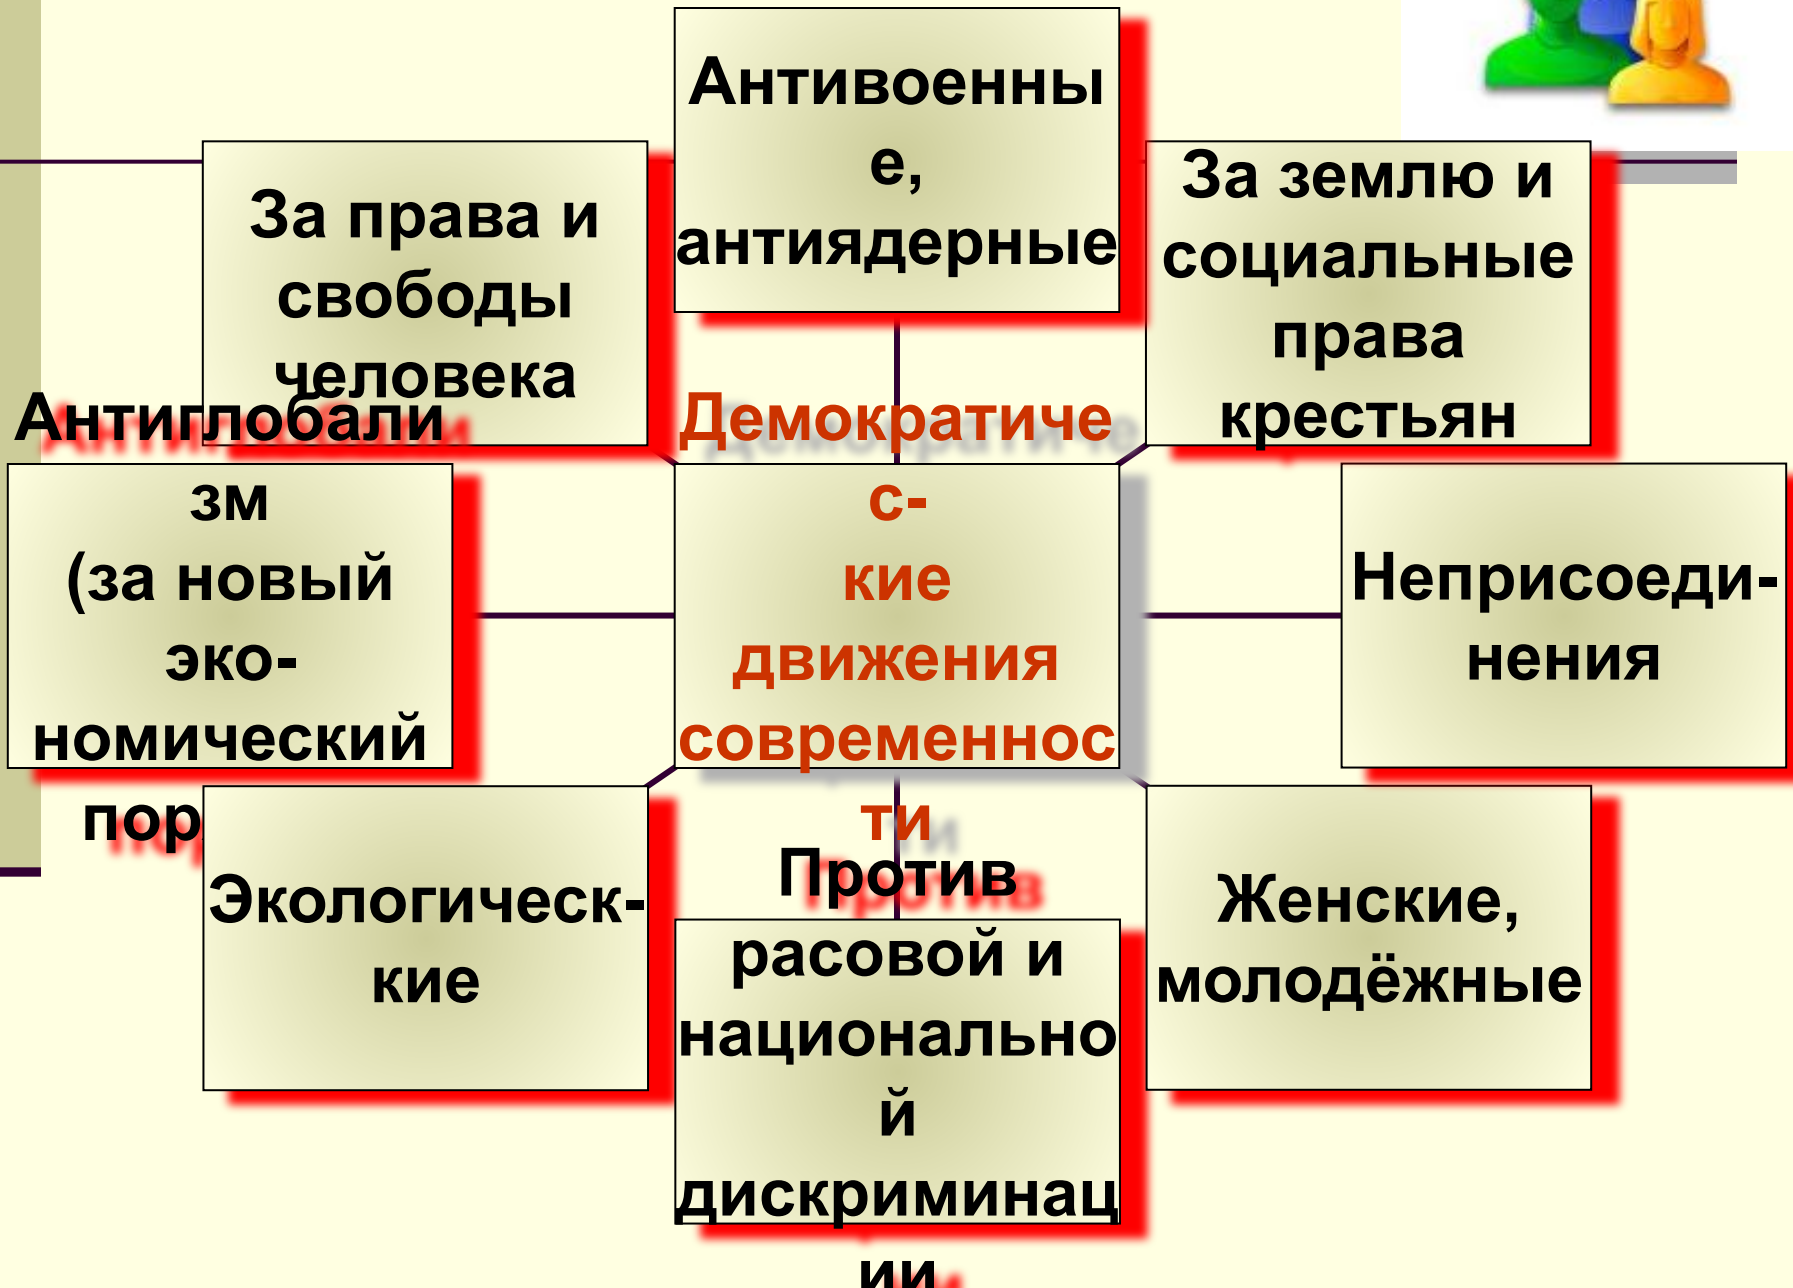 Антивоенны
е,
антиядерные
За права и
свободы
человека
За землю и
социальные
права
крестьян
Антиглобали
зм
(за новый
эко-
номический
пор
Демократиче
с-
кие
движения
современнос
ти
Неприсоеди-
нения
Экологическ-
кие
Против
расовой и
национально
й
дискриминац
ии
Женские,
молодёжные